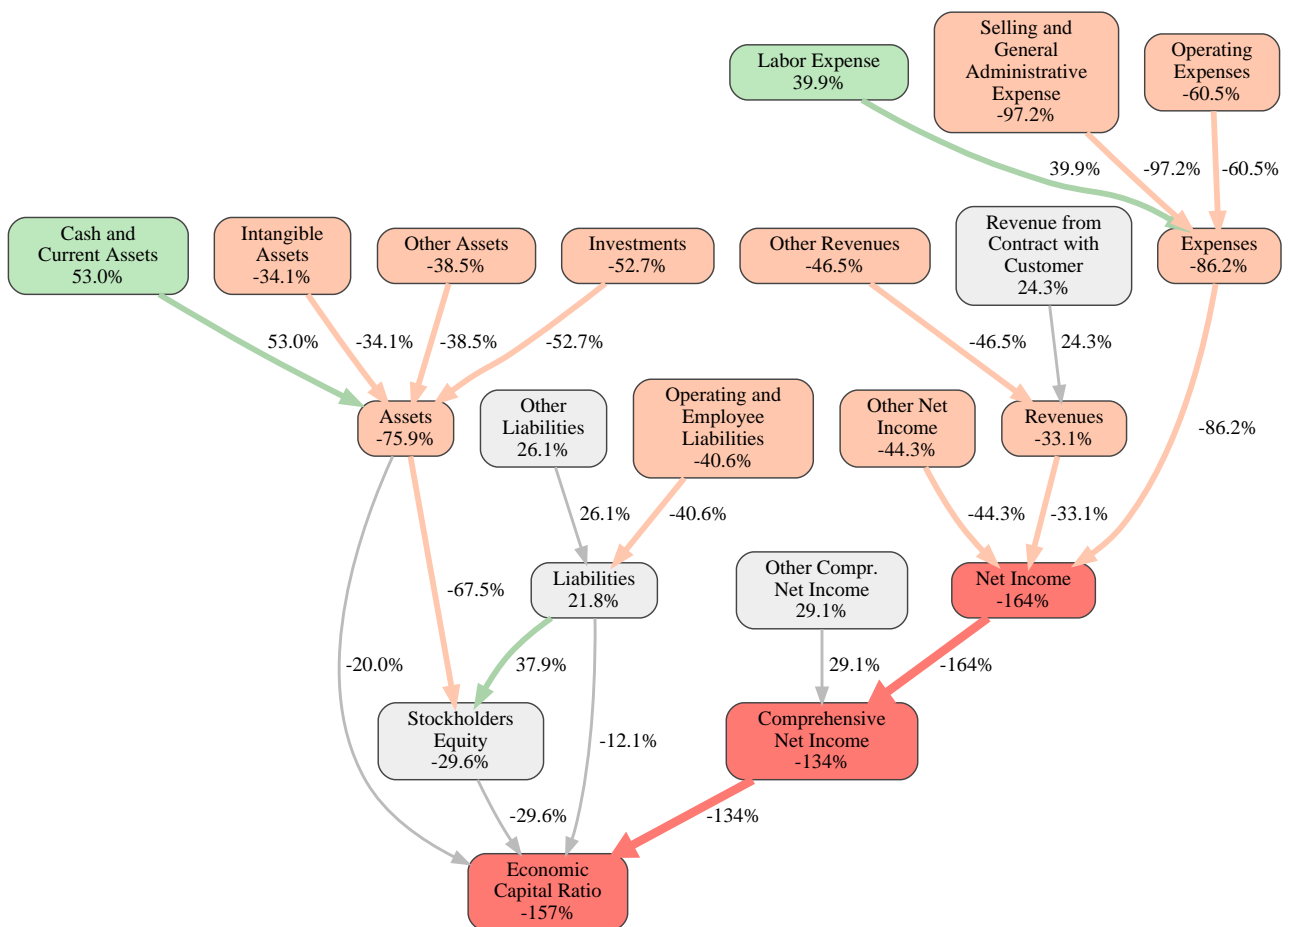 Selling and
General
Administrative
Expense
-97.2%
Labor Expense
39.9%
Operating
Expenses
-60.5%
39.9%
-97.2%
-60.5%
Cash and
Current Assets
53.0%
Intangible
Assets
-34.1%
Other Assets
-38.5%
Investments
-52.7%
Other Revenues
-46.5%
Revenue from
Contract with
Customer
24.3%
Expenses
-86.2%
53.0%
-34.1%
-38.5%
-52.7%
-46.5%
24.3%
Assets
-75.9%
Other
Liabilities
26.1%
Operating and
Employee
Liabilities
-40.6%
Other Net
Income
-44.3%
Revenues
-33.1%
-86.2%
26.1%
-40.6%
-44.3%
-33.1%
-67.5%
Liabilities
21.8%
Other Compr.
Net Income
29.1%
Net Income
-164%
-20.0%
37.9%
29.1%
-164%
Stockholders
Equity
-29.6%
-12.1%
Comprehensive
Net Income
-134%
-29.6%
-134%
Economic
Capital Ratio
-157%